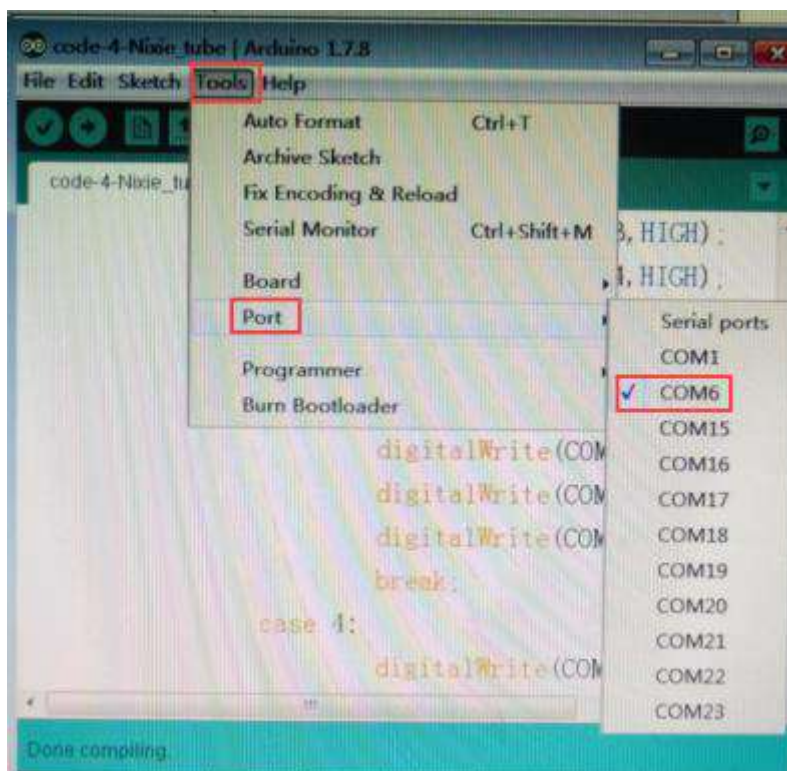 code-4-Nixie_tube | Arduino 1.7.8
File Edit Sketch Tools Help
Auto Format Ctrl+T
Archive Sketch
code-4-Nixie_tu
Fix Encoding & Reload
Serial Monitor Ctrl+Shift+M
3,HIGH);
Board
4,HIGH);
Port
Serial ports
COM1
Programmer
COM6
Burn Bootloader
COM15
digitalWrite(COM
COM16
digitalWrite(COM
COM17
digitalWrite(COM
COM18
break;
COM19
case 4:
COM20
COM21
digitalWrite(COM
COM22
COM23
Done compiling.